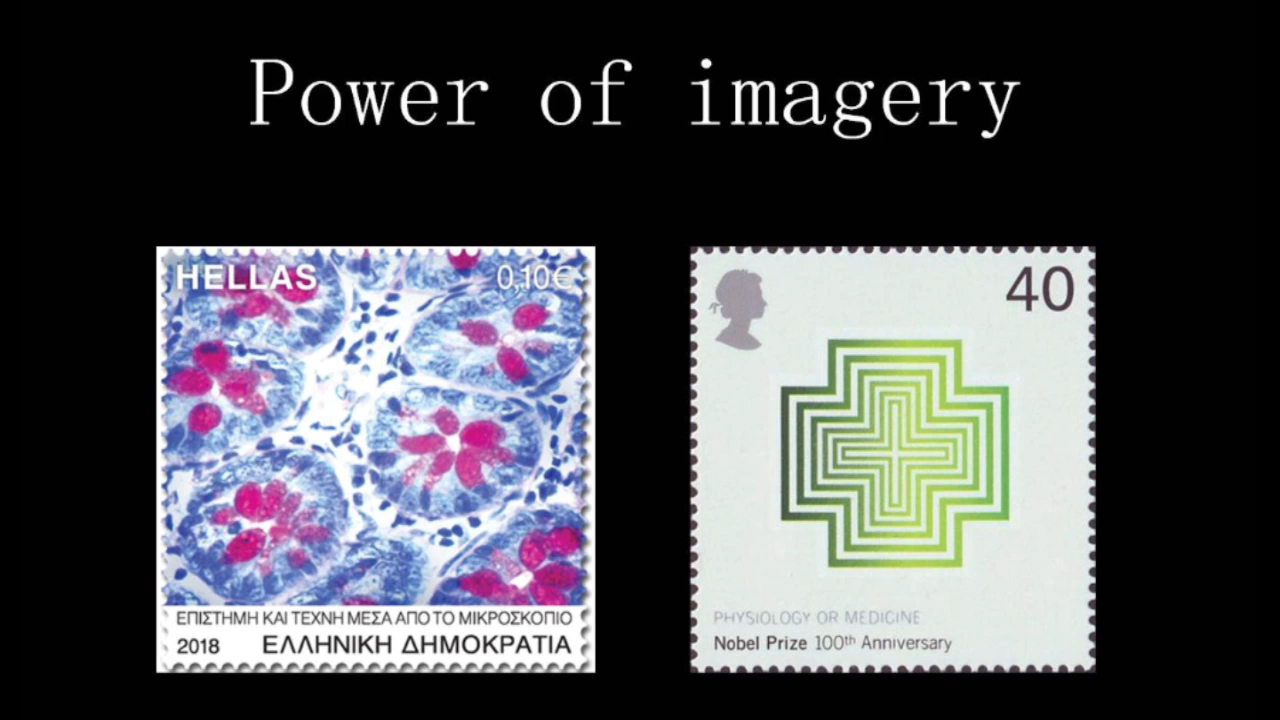 Power of imagery
HELLAS
0,10€
ΕΠΙΣΤΗΜΗ ΚΑΙ ΤΕΧΝΗ ΜΕΣΑ ΑΠΟ ΤΟ ΜΙΚΡΟΣΚΟΠΙΟ
2018 ΕΛΛΗΝΙΚΗ ΔΗΜΟΚΡΑΤΙΑ
40
PHYSIOLOGY OR MEDICINE
Nobel Prize 100th Anniversary